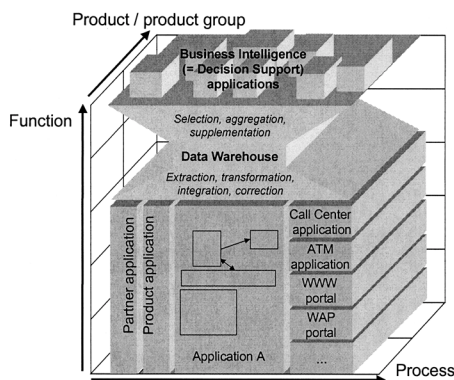 Product / product group
Business Intelligence
(= Decision Support)
applications
Function
Selection, aggregation,
supplementation
Data Warehouse
Extraction, transformation,
integration, correction
Partner application
Product application
Application A
Call Center
application
ATM
application
WWW
portal
WAP
portal
...
Process